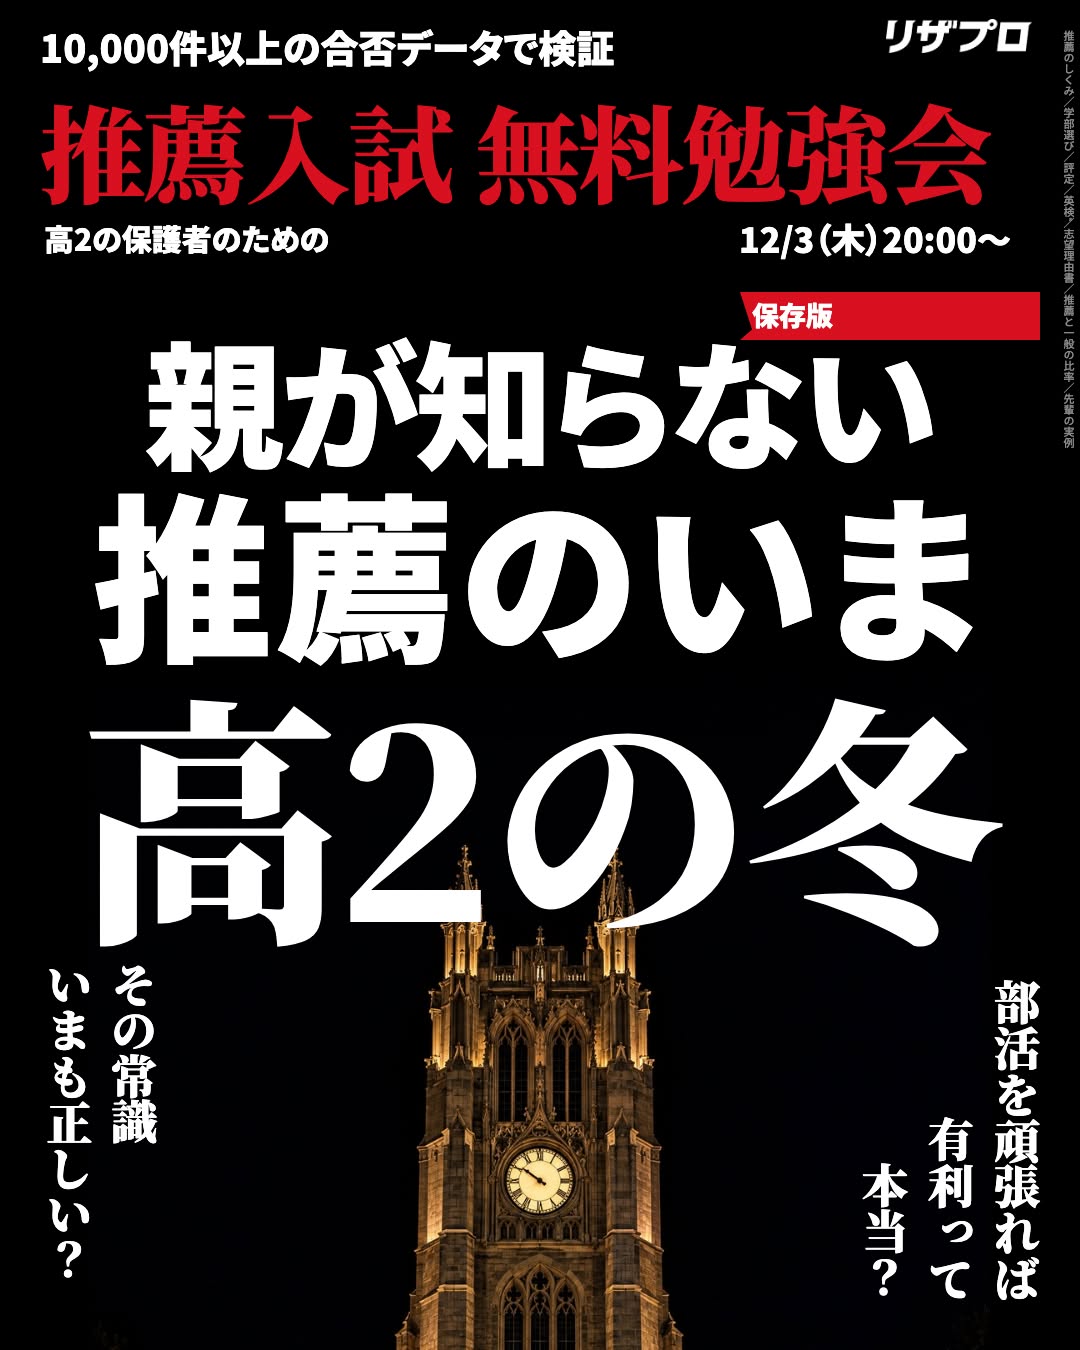 10,000件以上の合否データで検証
リザプロ
推薦入試 無料勉強会
高2の保護者のための
12/3(木)20:00〜
推薦のしくみ/学部選び/評定/英検/志望理由書/推薦と一般の比率/先輩の実例
保存版
親が知らない
推薦のいま
高2の冬
部活を頑張れば
有利って
本当?
その常識
いまも正しい?